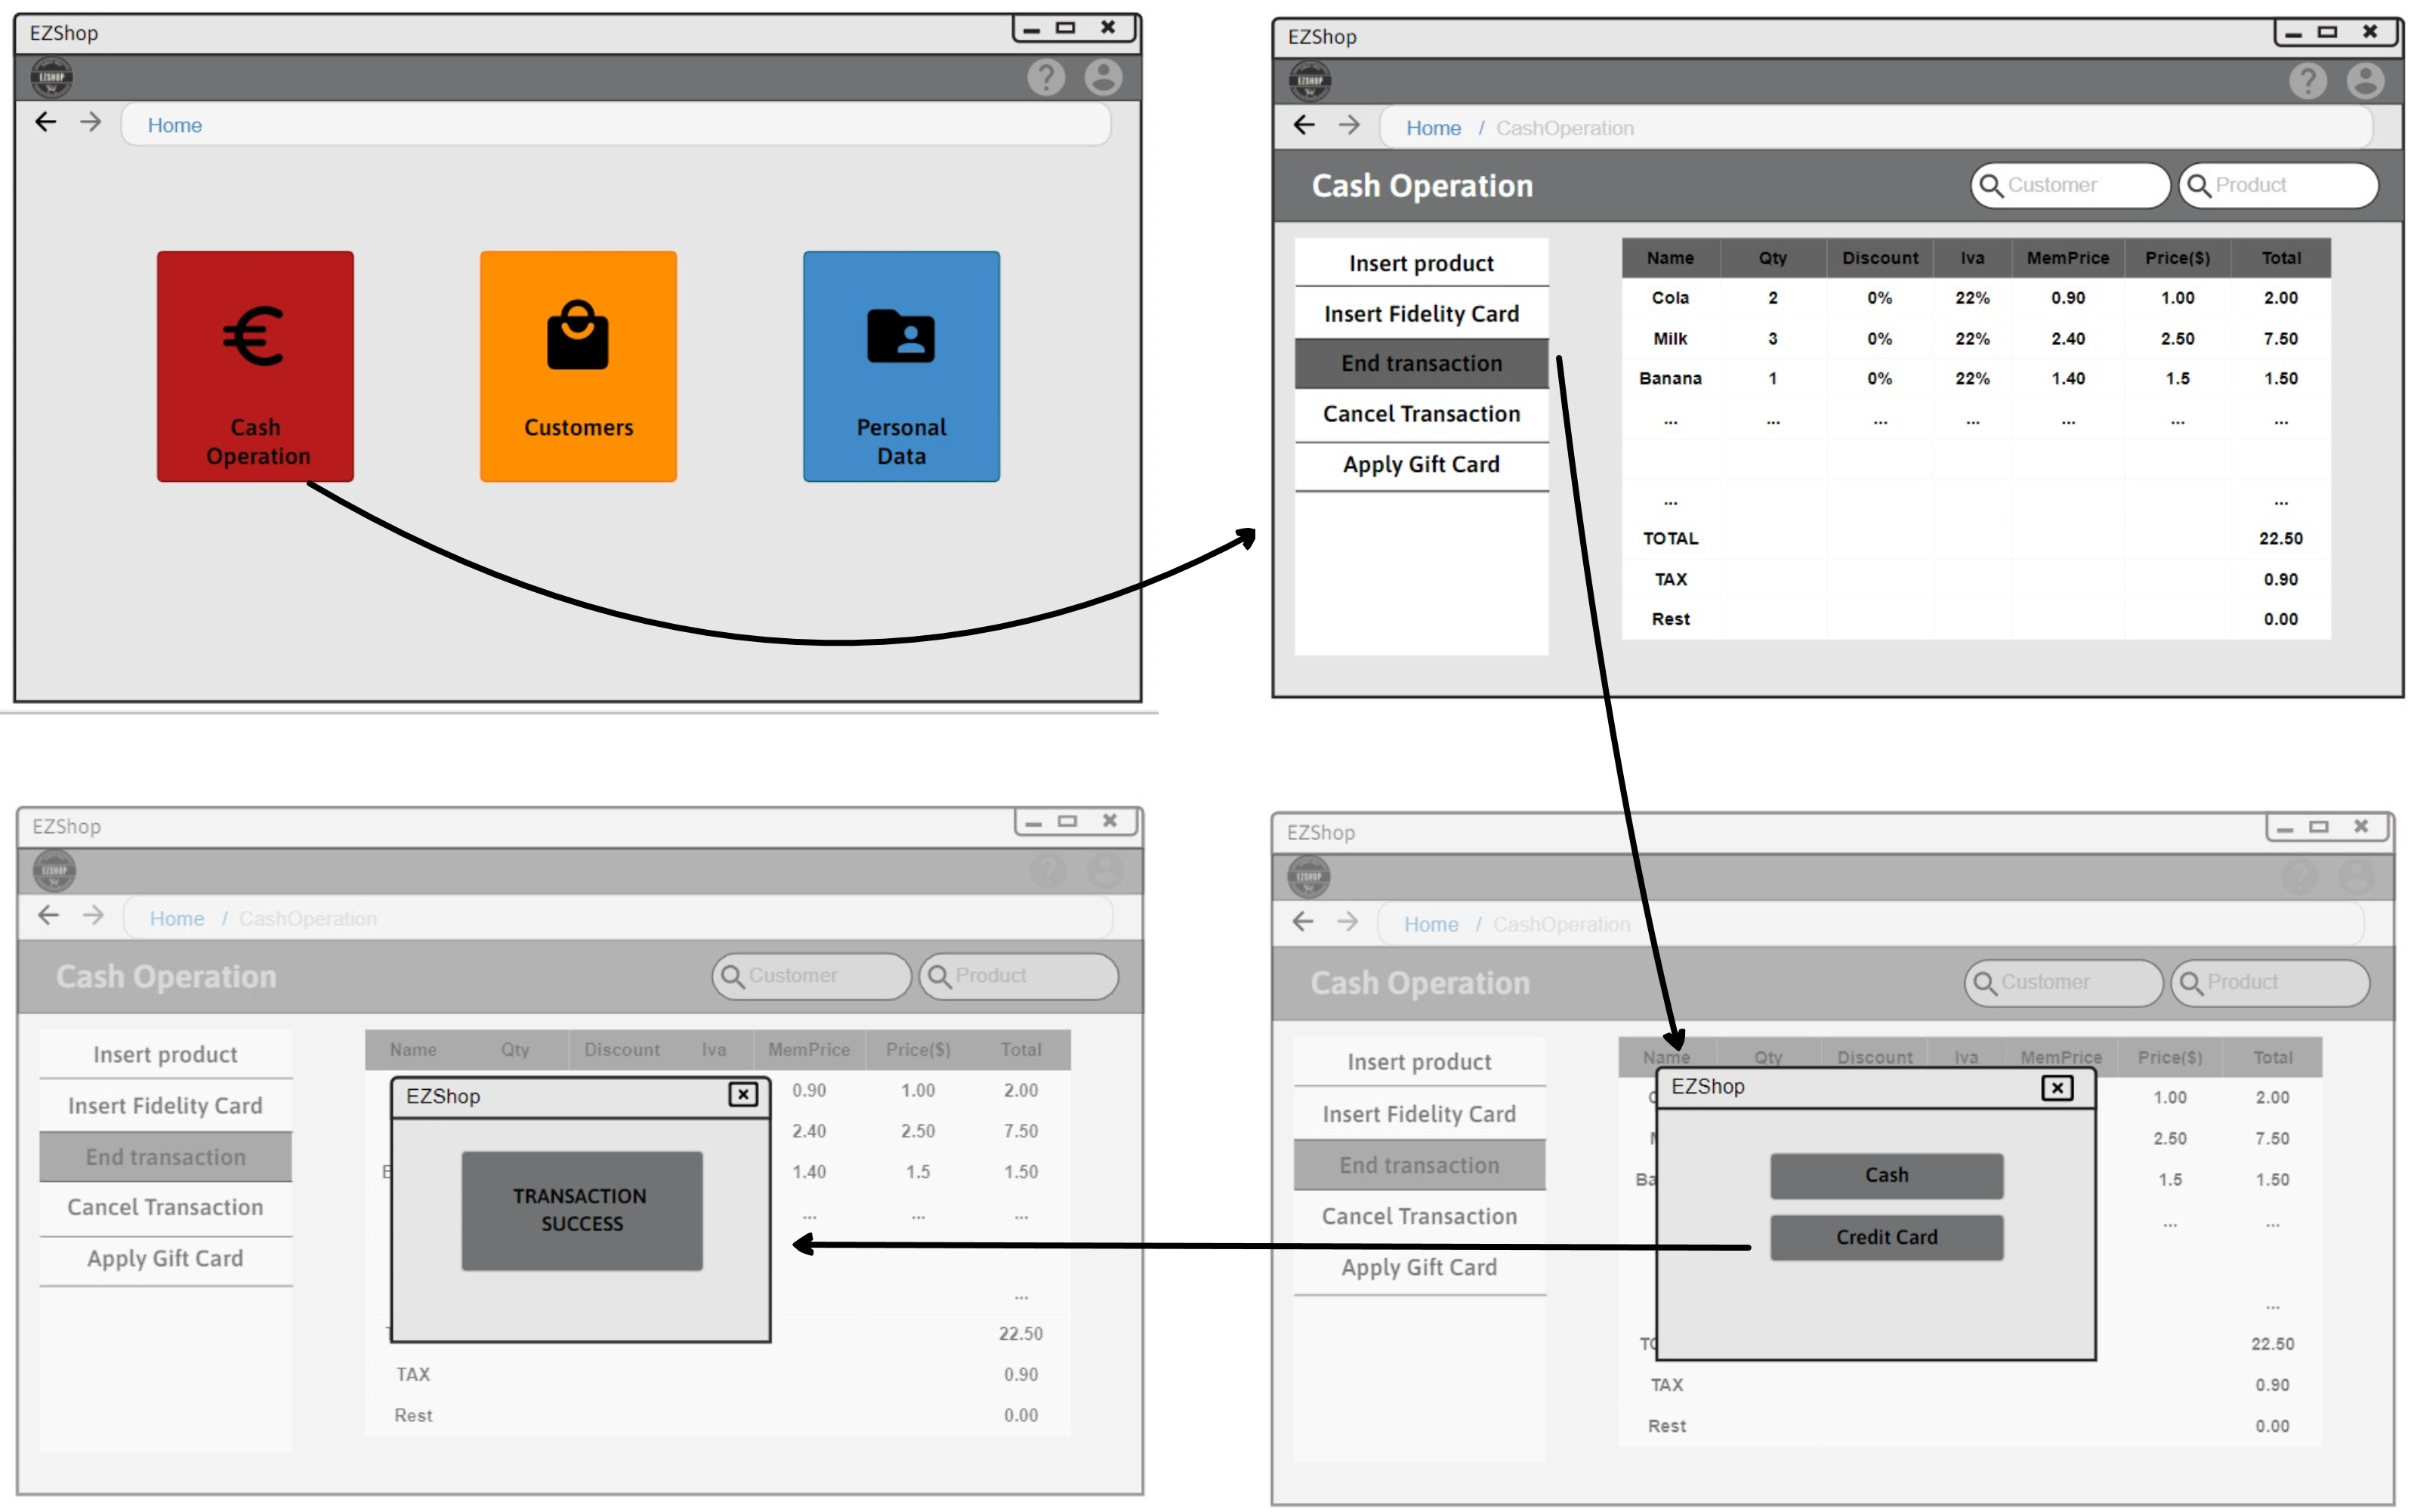 EZShop
EZSHOP
Home
Cash
Operation
Customers
Personal
Data
EZShop
EZSHOP
Home / CashOperation
Cash Operation
Customer
Product
Insert product
Insert Fidelity Card
End transaction
Cancel Transaction
Apply Gift Card
Name Qty Discount Iva MemPrice Price($) Total
Cola 2 0% 22% 0.90 1.00 2.00
Milk 3 0% 22% 2.40 2.50 7.50
Banana 1 0% 22% 1.40 1.5 1.50
... ... ... ... ... ... ...
... ...
TOTAL 22.50
TAX 0.90
Rest 0.00
EZShop
EZSHOP
Home / CashOperation
Cash Operation
Customer
Product
Insert product
Insert Fidelity Card
End transaction
Cancel Transaction
Apply Gift Card
Name Qty Discount Iva MemPrice Price($) Total
0.90 1.00 2.00
2.40 2.50 7.50
1.40 1.5 1.50
... ... ...
...
22.50
TAX 0.90
Rest 0.00
EZShop
TRANSACTION
SUCCESS
EZShop
EZSHOP
Home / CashOperation
Cash Operation
Customer
Product
Insert product
Insert Fidelity Card
End transaction
Cancel Transaction
Apply Gift Card
Name Qty Discount Iva MemPrice Price($) Total
1.00 2.00
2.50 7.50
Ba 1.5 1.50
... ...
...
22.50
TAX 0.90
Rest 0.00
EZShop
Cash
Credit Card